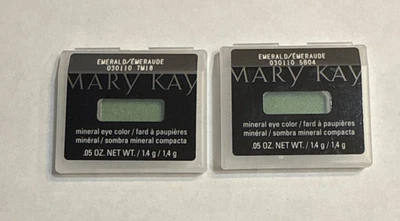 EMERALD/ÉMERAUDE
030110 7M18
MARY KAY
mineral eye color / fard à paupières
minéral / sombra mineral compacta
.05 OZ. NET WT. / 1.4 g / 1,4 g
EMERALD/ÉMERAUDE
030110 5B04
MARY KAY
mineral eye color / fard à paupières
minéral / sombra mineral compacta
.05 OZ. NET WT. / 1.4 g / 1,4 g